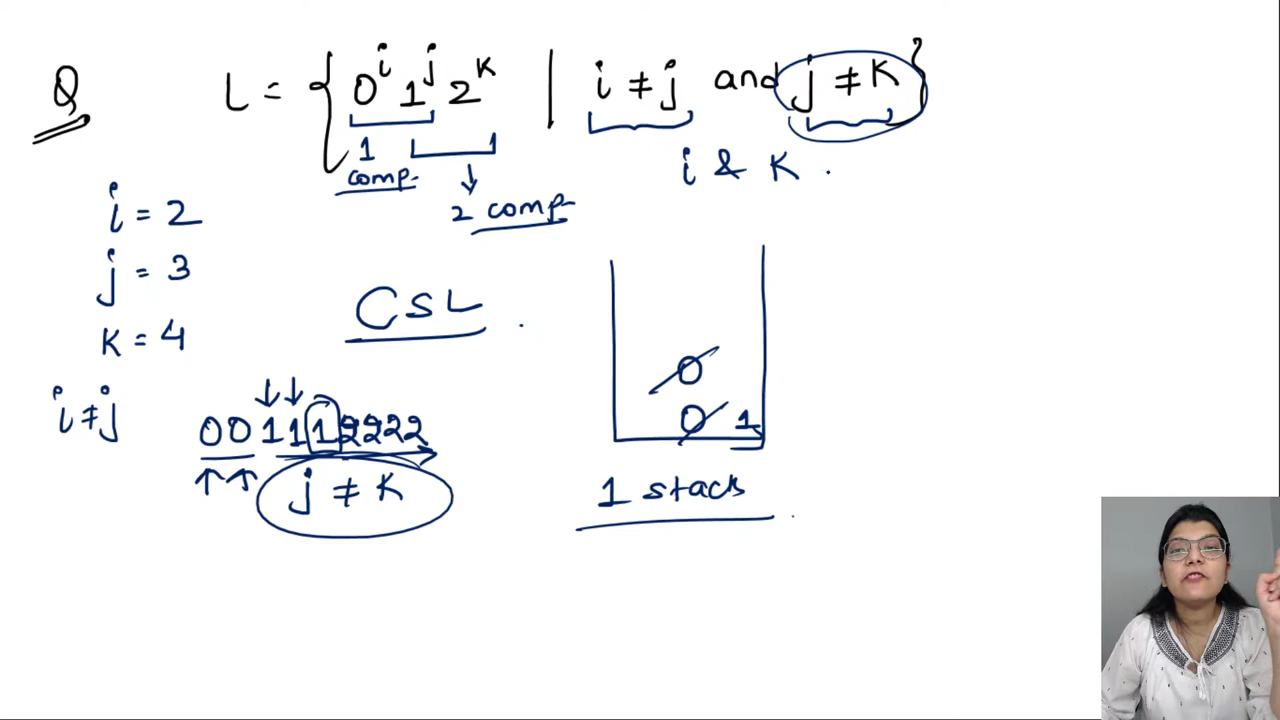 Q L = { 0^i 1^j 2^k | i ≠ j and j ≠ k }
1 comp.
2 comp
i & k .
i = 2
j = 3
k = 4
CSL
i ≠ j
001112222
j ≠ k
0
0 1
1 stack